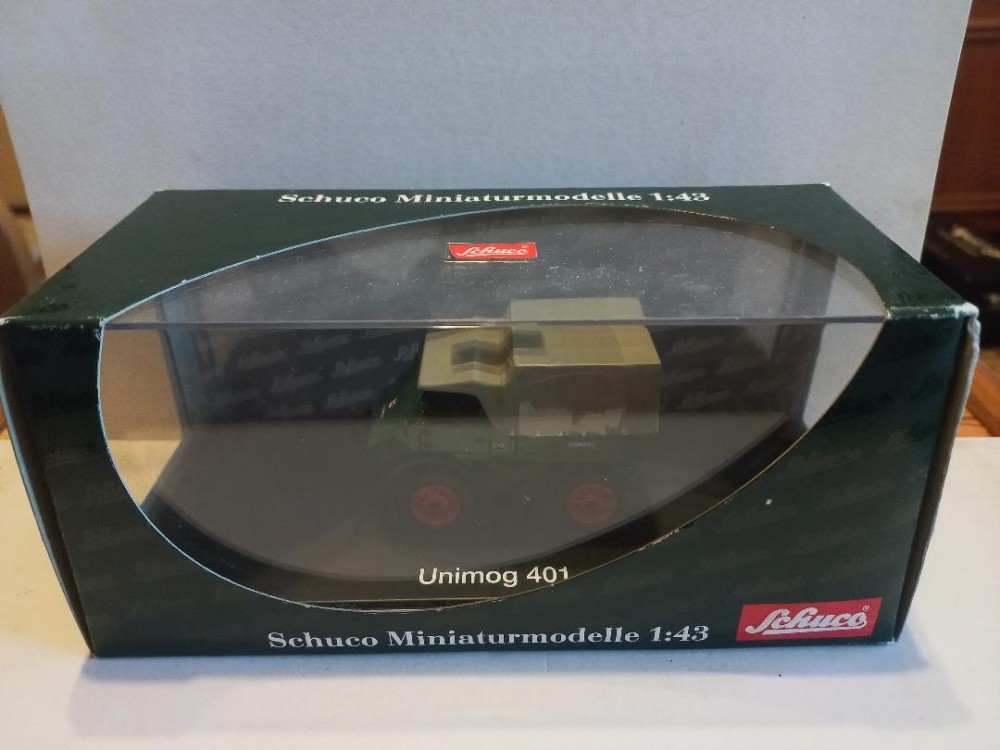 Schuco Miniaturmodelle 1:43
Schuco
Unimog 401
Schuco Miniaturmodelle 1:43
Schuco®